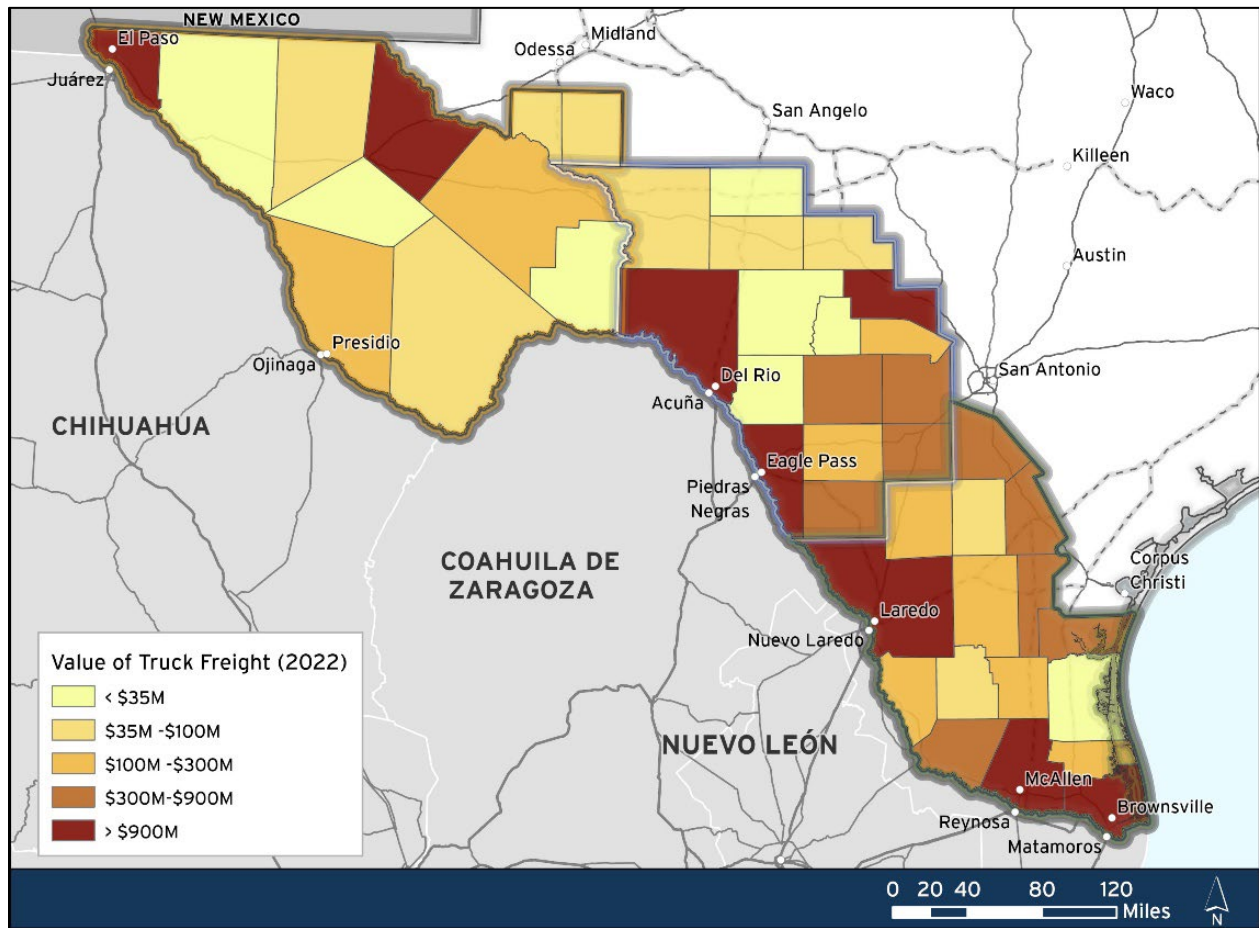 NEW MEXICO
El Paso
Juárez
Odessa
Midland
San Angelo
Waco
Killeen
Austin
San Antonio
Presidio
Ojinaga
CHIHUAHUA
Del Rio
Acuña
Eagle Pass
Piedras
Negras
COAHUILA DE
ZARAGOZA
Corpus
Christi
Laredo
Nuevo Laredo
NUEVO LEÓN
McAllen
Reynosa
Brownsville
Matamoros
Value of Truck Freight (2022)
< $35M
$35M -$100M
$100M -$300M
$300M-$900M
> $900M
0 20 40 80 120
Miles
N